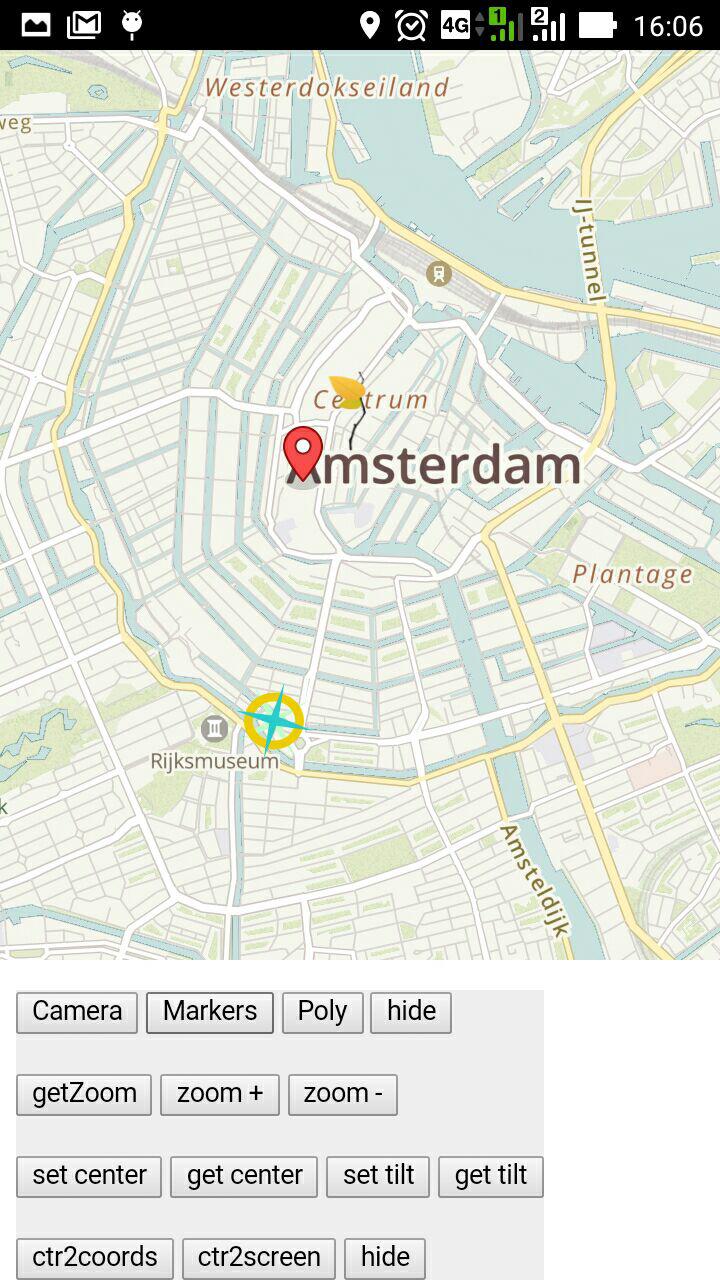 4G 1 2 16:06
Westerdokseiland
weg
IJ-tunnel
Centrum
Amsterdam
Plantage
Rijksmuseum
k
Amsteldijk
Camera Markers Poly hide
getZoom zoom + zoom -
set center get center set tilt get tilt
ctr2coords ctr2screen hide